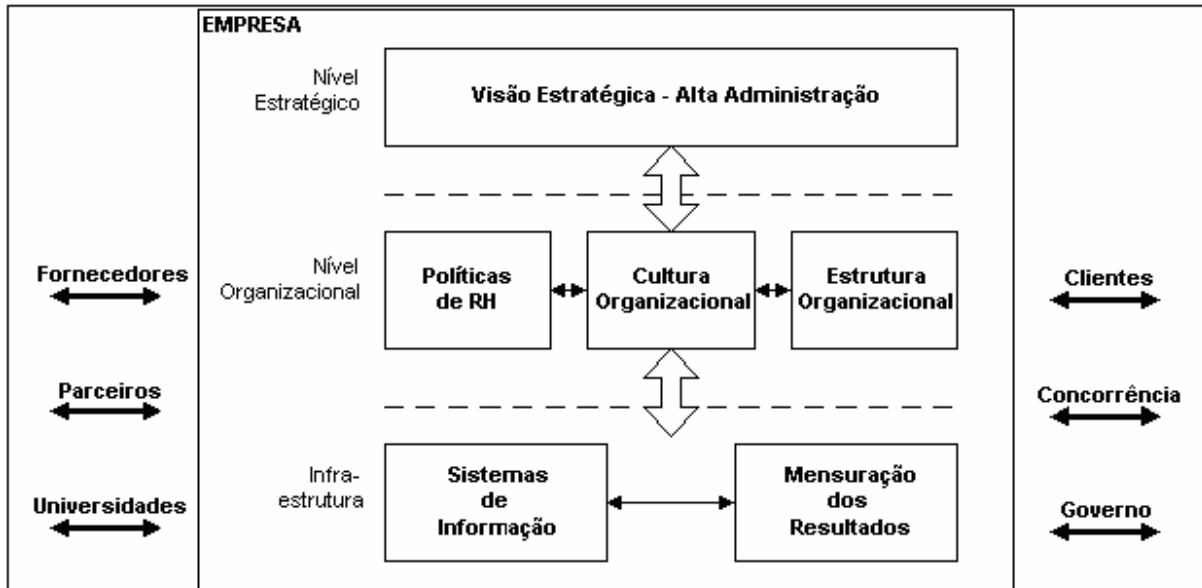 EMPRESA
Nível
Estratégico
Visão Estratégica - Alta Administração
Fornecedores
Nível
Organizacional
Políticas
de RH
Cultura
Organizacional
Estrutura
Organizacional
Clientes
Parceiros
Concorrência
Universidades
Infra-
estrutura
Sistemas
de
Informação
Mensuração
dos
Resultados
Governo